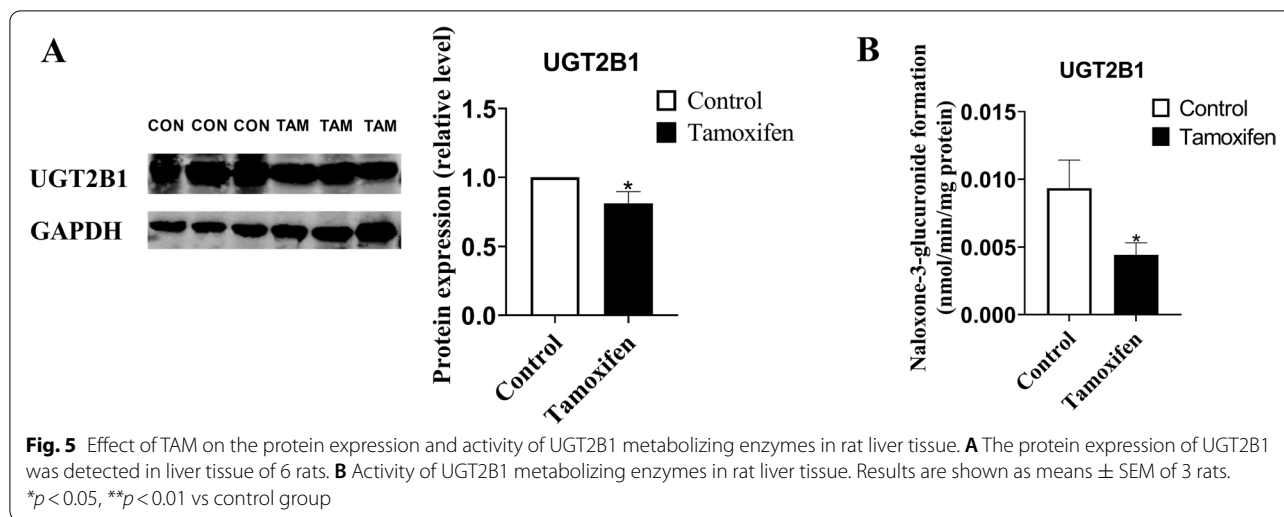 A
CON CON CON TAM TAM TAM
UGT2B1
GAPDH
UGT2B1
Protein expression (relative level)
1.5
1.0
0.5
0.0
*
Control
Tamoxifen
Control
Tamoxifen
B
UGT2B1
Naloxone-3-glucuronide formation
(nmol/min/mg protein)
0.015
0.010
0.005
0.000
*
Control
Tamoxifen
Control
Tamoxifen
Fig. 5 Effect of TAM on the protein expression and activity of UGT2B1 metabolizing enzymes in rat liver tissue. A The protein expression of UGT2B1
was detected in liver tissue of 6 rats. B Activity of UGT2B1 metabolizing enzymes in rat liver tissue. Results are shown as means ± SEM of 3 rats.
*p < 0.05, **p < 0.01 vs control group